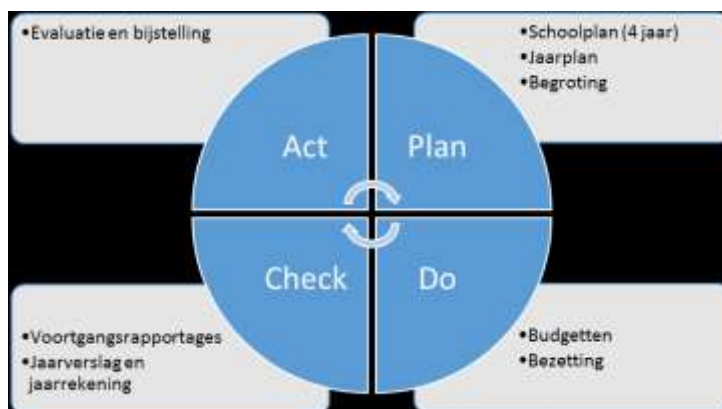 •Evaluatie en bijstelling
•Schoolplan (4 jaar)
•Jaarplan
•Begroting
Act
Plan
Check
Do
•Voortgangsrapportages
•Jaarverslag en
jaarrekening
•Budgetten
•Bezetting